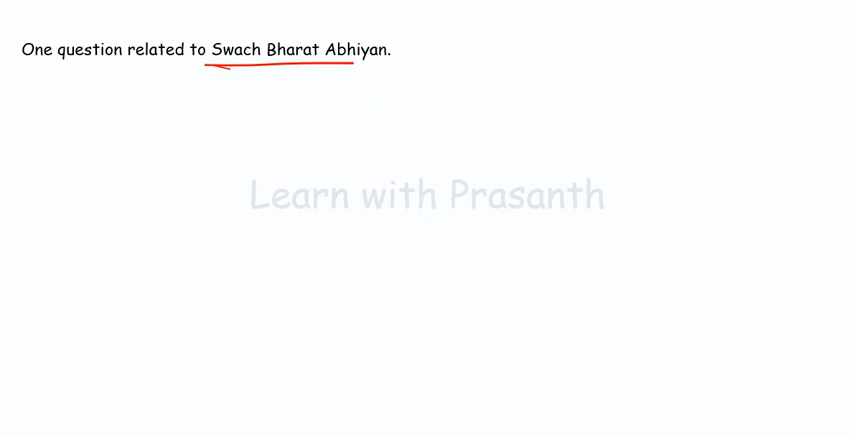 One question related to Swach Bharat Abhiyan.
Learn with Prasanth